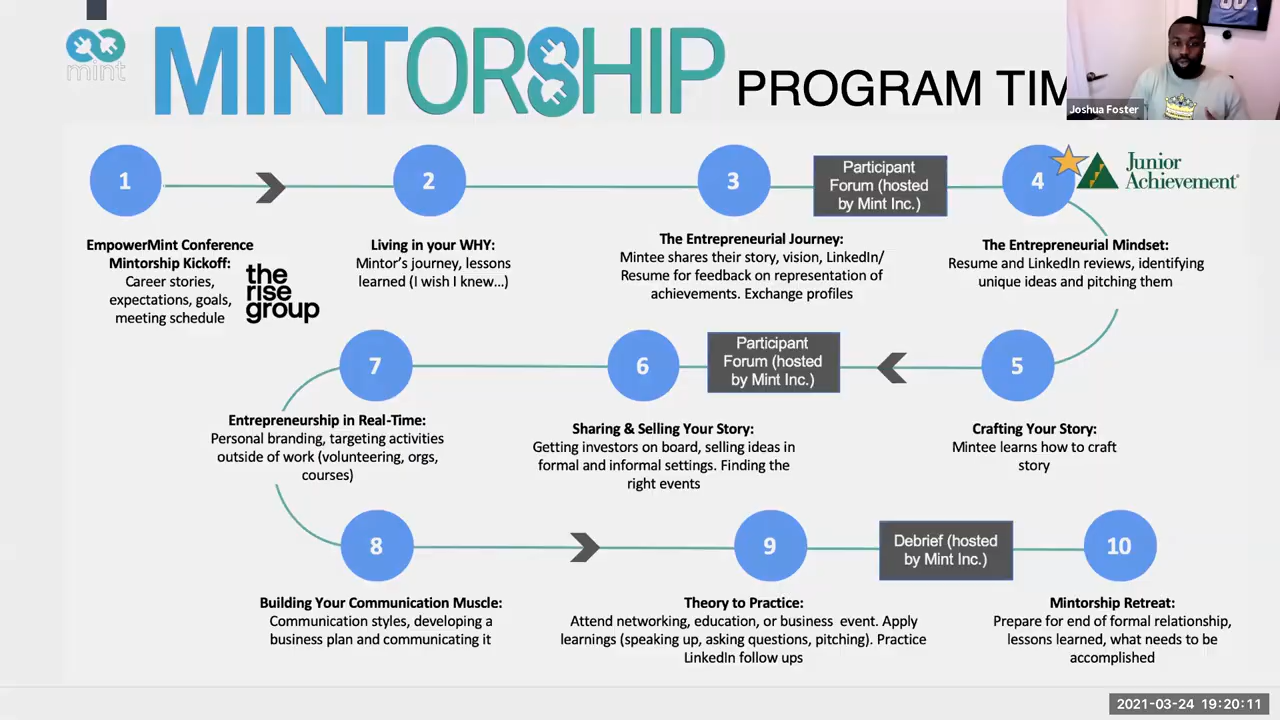 mint
MINTORSHIP PROGRAM TIM
Joshua Foster
1
2
3
Participant
Forum (hosted
by Mint Inc.)
4
Junior
Achievement®
EmpowerMint Conference
Mintorship Kickoff:
Career stories,
expectations, goals,
meeting schedule
the
rise
group
Living in your WHY:
Mintor's journey, lessons
learned (I wish I knew...)
The Entrepreneurial Journey:
Mintee shares their story, vision, LinkedIn/
Resume for feedback on representation of
achievements. Exchange profiles
The Entrepreneurial Mindset:
Resume and LinkedIn reviews, identifying
unique ideas and pitching them
7
6
Participant
Forum (hosted
by Mint Inc.)
5
Entrepreneurship in Real-Time:
Personal branding, targeting activities
outside of work (volunteering, orgs,
courses)
Sharing & Selling Your Story:
Getting investors on board, selling ideas in
formal and informal settings. Finding the
right events
Crafting Your Story:
Mintee learns how to craft
story
8
9
Debrief (hosted
by Mint Inc.)
10
Building Your Communication Muscle:
Communication styles, developing a
business plan and communicating it
Theory to Practice:
Attend networking, education, or business event. Apply
learnings (speaking up, asking questions, pitching). Practice
LinkedIn follow ups
Mintorship Retreat:
Prepare for end of formal relationship,
lessons learned, what needs to be
accomplished
2021-03-24 19:20:11